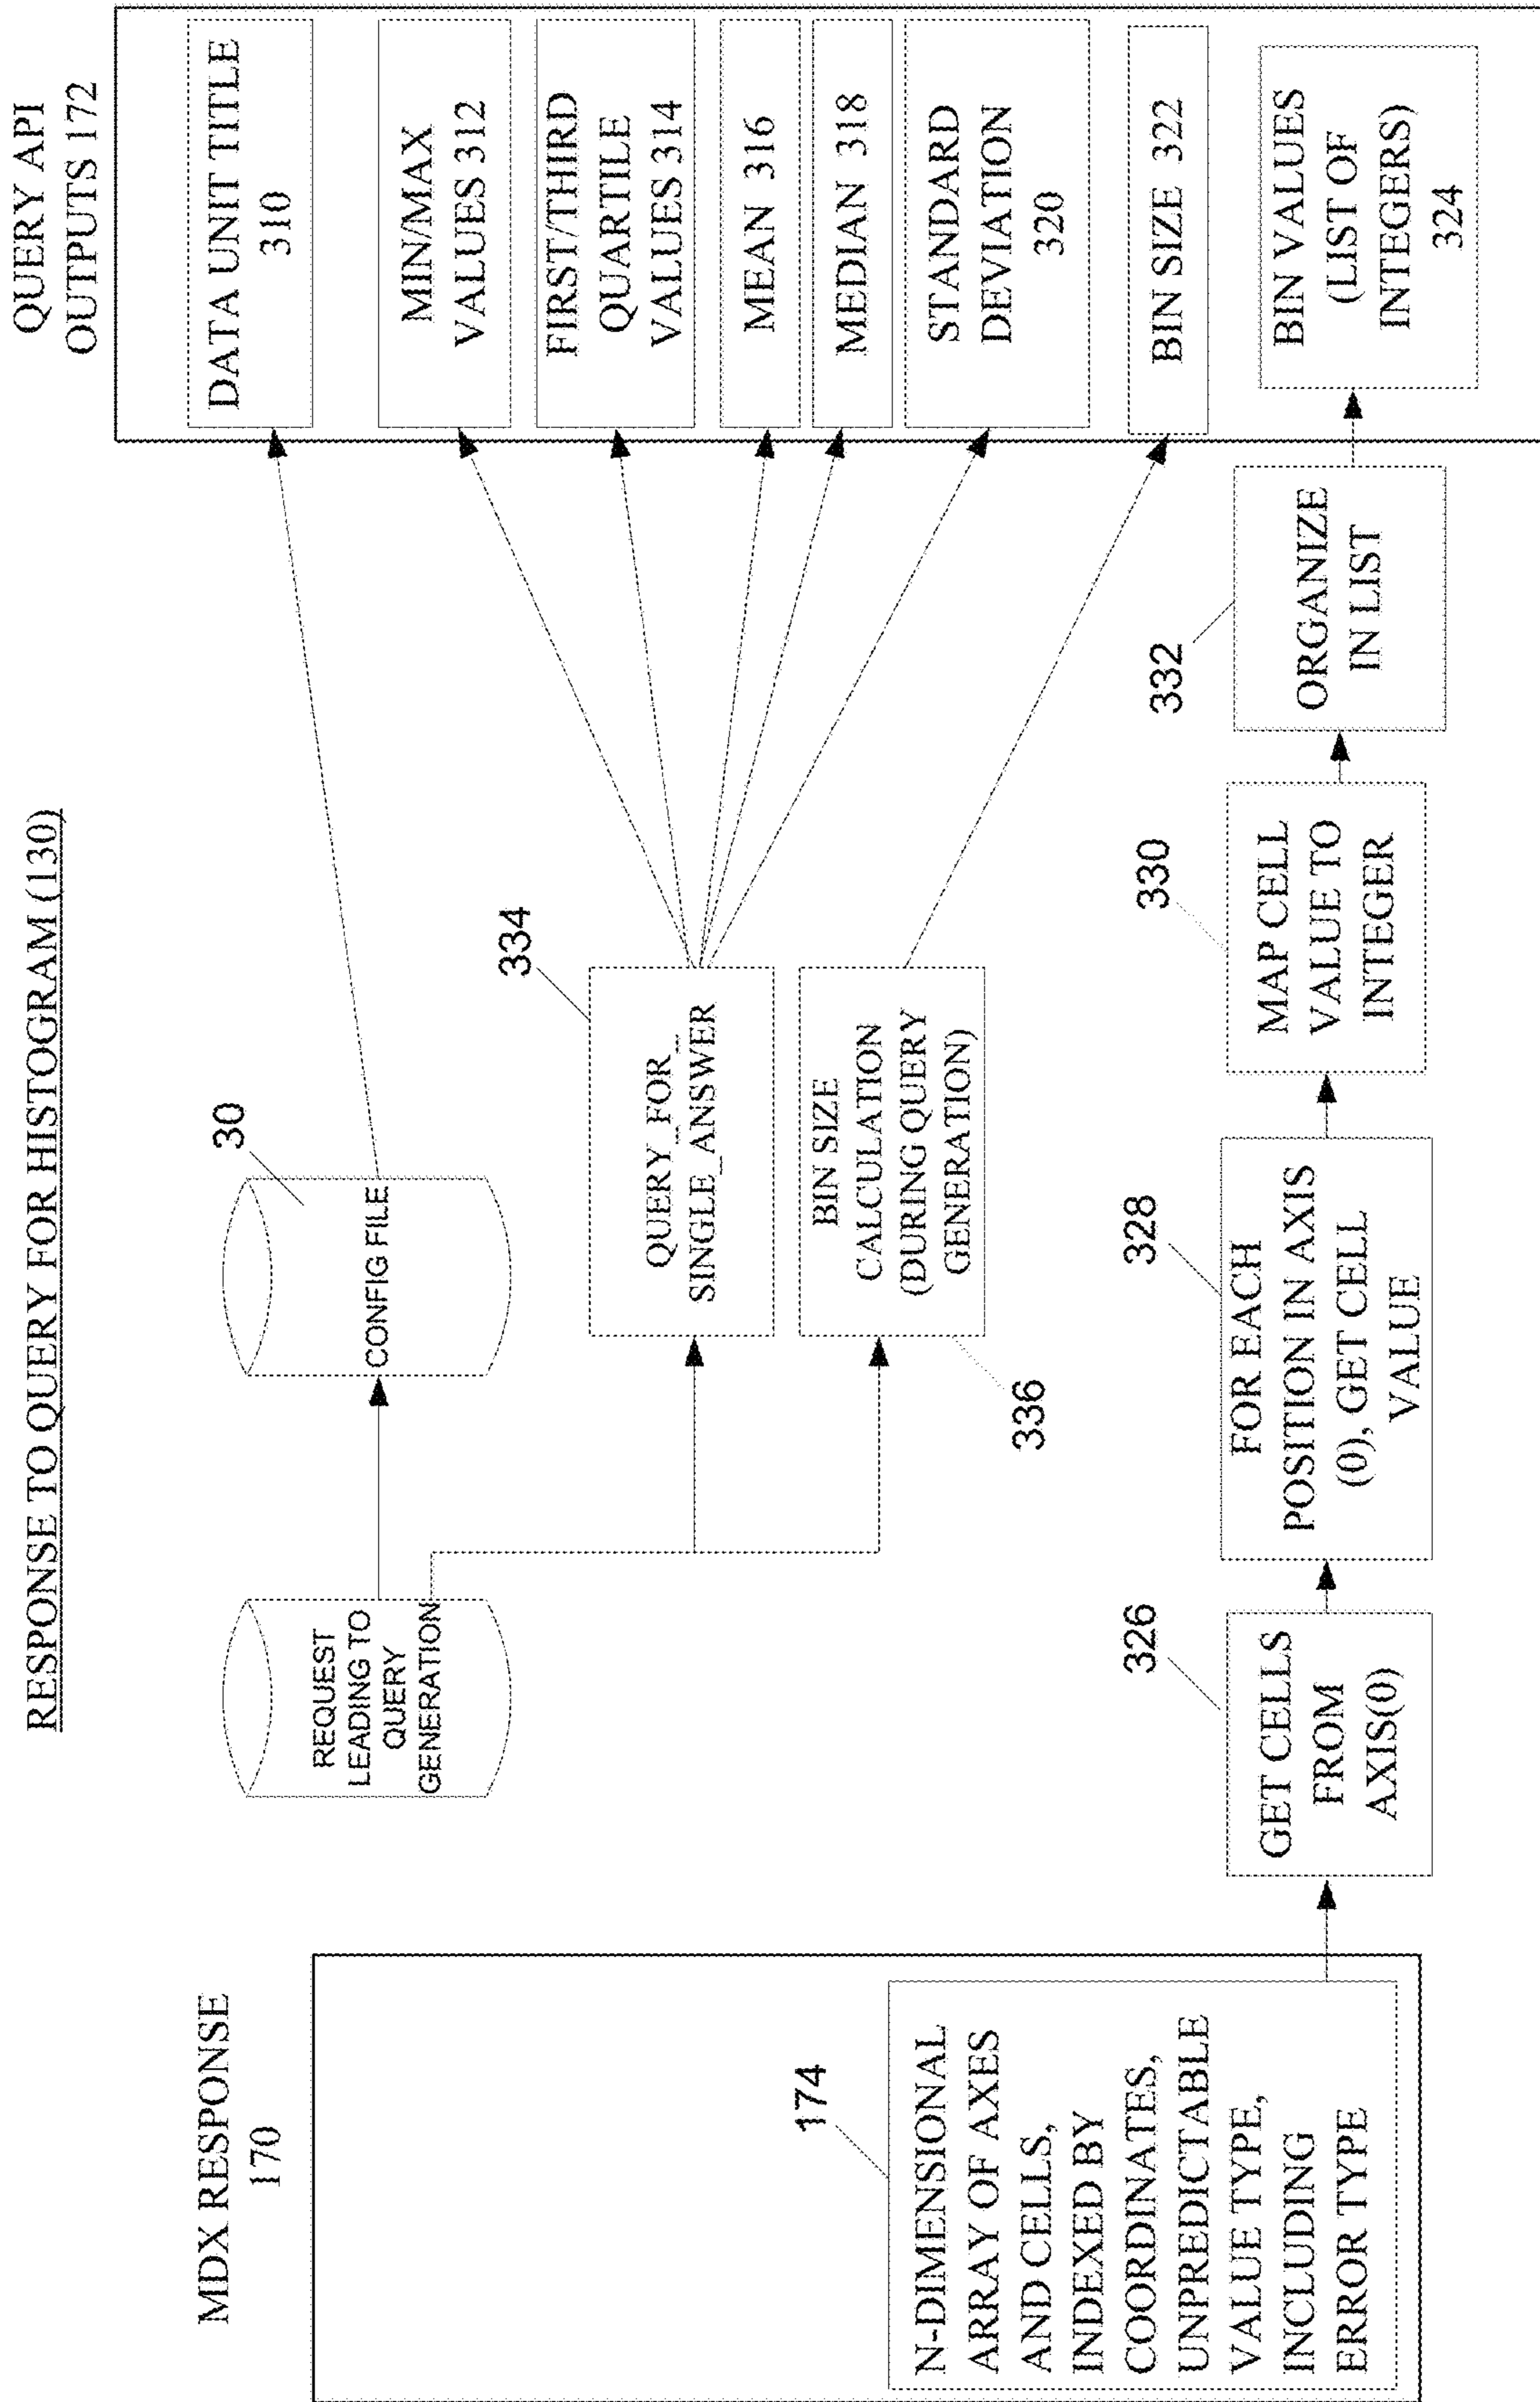 RESPONSE TO QUERY FOR HISTOGRAM (130)
MDX RESPONSE
170
174
N-DIMENSIONAL
ARRAY OF AXES
AND CELLS,
INDEXED BY
COORDINATES,
UNPREDICTABLE
VALUE TYPE,
INCLUDING
ERROR TYPE
REQUEST
LEADING TO
QUERY
GENERATION
30
CONFIG FILE
334
QUERY_FOR_
SINGLE_ANSWER
BIN SIZE
CALCULATION
(DURING QUERY
GENERATION)
336
326
GET CELLS
FROM
AXIS(0)
328
FOR EACH
POSITION IN AXIS
(0), GET CELL
VALUE
330
MAP CELL
VALUE TO
INTEGER
332
ORGANIZE
IN LIST
QUERY API
OUTPUTS 172
DATA UNIT TITLE
310
MIN/MAX
VALUES 312
FIRST/THIRD
QUARTILE
VALUES 314
MEAN 316
MEDIAN 318
STANDARD
DEVIATION
320
BIN SIZE 322
BIN VALUES
(LIST OF
INTEGERS)
324